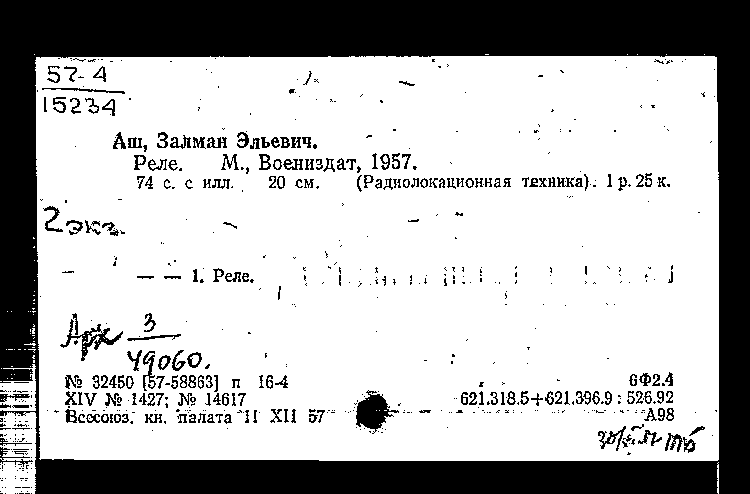 57-4
15234
Аш, Залман Эльевич.
Реле. М., Воениздат, 1957.
74 с. с илл. 20 см. (Радиолокационная техника). 1 р. 25 к.
2 экз.
— — 1. Реле.
Арх 3
49060.
№ 32450 [57-58863] п 16-4 6Ф2.4
XIV № 1427; № 14617 621.318.5+621.396.9 : 526.92
Всесоюз. кн. палата II XII 57 А98